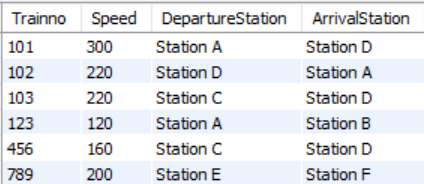 Trainno Speed DepartureStation ArrivalStation
101 300 Station A Station D
102 220 Station D Station A
103 220 Station C Station D
123 120 Station A Station B
456 160 Station C Station D
789 200 Station E Station F